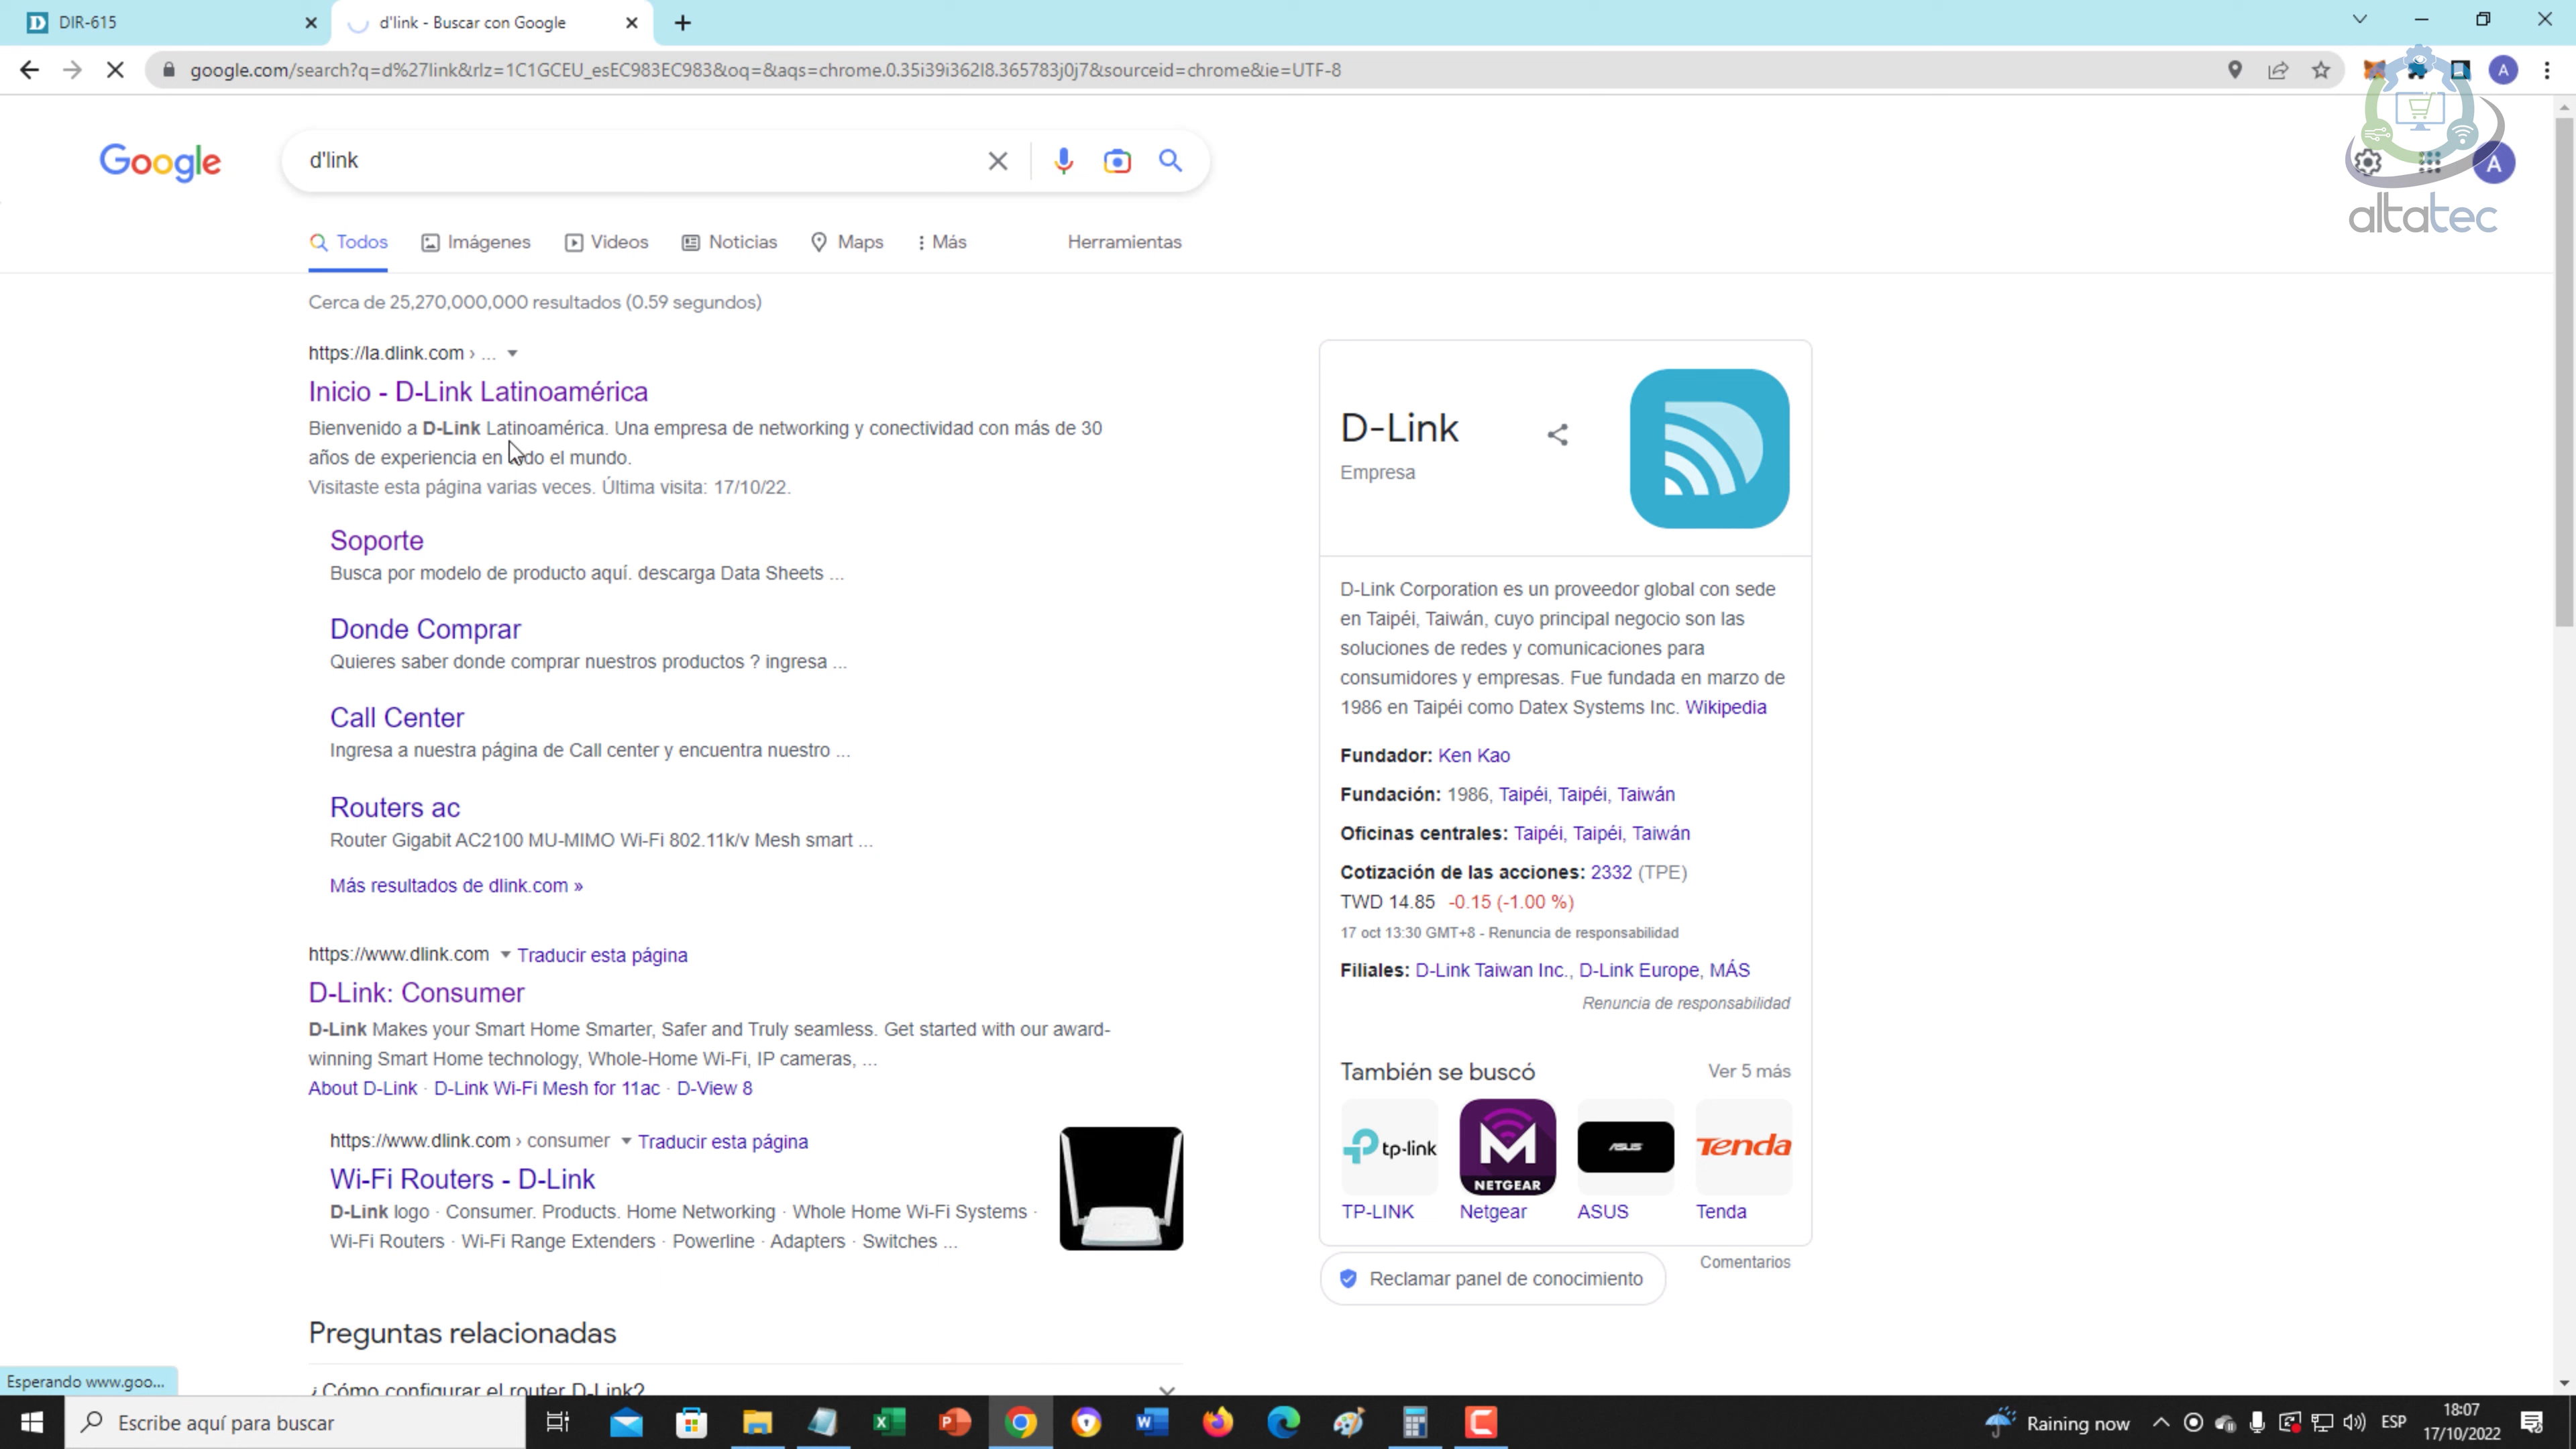 DIR-615
d'link - Buscar con Google
google.com/search?q=d%27link&rlz=1C1GCEU_esEC983EC983&oq=&aqs=chrome.0.35i39i362l8.365783j0j7&sourceid=chrome&ie=UTF-8
A
altatec
Google
d'link
A
Todos
Imágenes
Videos
Noticias
Maps
Más
Herramientas
Cerca de 25,270,000,000 resultados (0.59 segundos)
https://la.dlink.com › ...
Inicio - D-Link Latinoamérica
Bienvenido a D-Link Latinoamérica. Una empresa de networking y conectividad con más de 30
años de experiencia en todo el mundo.
Visitaste esta página varias veces. Última visita: 17/10/22.
Soporte
Busca por modelo de producto aquí. descarga Data Sheets ...
Donde Comprar
Quieres saber donde comprar nuestros productos ? ingresa ...
Call Center
Ingresa a nuestra página de Call center y encuentra nuestro ...
Routers ac
Router Gigabit AC2100 MU-MIMO Wi-Fi 802.11k/v Mesh smart ...
Más resultados de dlink.com »
https://www.dlink.com Traducir esta página
D-Link: Consumer
D-Link Makes your Smart Home Smarter, Safer and Truly seamless. Get started with our award-
winning Smart Home technology, Whole-Home Wi-Fi, IP cameras, ...
About D-Link · D-Link Wi-Fi Mesh for 11ac · D-View 8
https://www.dlink.com › consumer Traducir esta página
Wi-Fi Routers - D-Link
D-Link logo · Consumer. Products. Home Networking · Whole Home Wi-Fi Systems ·
Wi-Fi Routers · Wi-Fi Range Extenders · Powerline · Adapters · Switches ...
Preguntas relacionadas
¿Cómo configurar el router D-Link?
D-Link
Empresa
D-Link Corporation es un proveedor global con sede
en Taipéi, Taiwán, cuyo principal negocio son las
soluciones de redes y comunicaciones para
consumidores y empresas. Fue fundada en marzo de
1986 en Taipéi como Datex Systems Inc. Wikipedia
Fundador: Ken Kao
Fundación: 1986, Taipéi, Taipéi, Taiwán
Oficinas centrales: Taipéi, Taipéi, Taiwán
Cotización de las acciones: 2332 (TPE)
TWD 14.85 -0.15 (-1.00 %)
17 oct 13:30 GMT+8 - Renuncia de responsabilidad
Filiales: D-Link Taiwan Inc., D-Link Europe, MÁS
Renuncia de responsabilidad
También se buscó
Ver 5 más
tp-link
NETGEAR
ASUS
Tenda
TP-LINK
Netgear
ASUS
Tenda
Reclamar panel de conocimiento
Comentarios
Esperando www.goo...
Escribe aquí para buscar
Raining now
ESP
18:07
17/10/2022